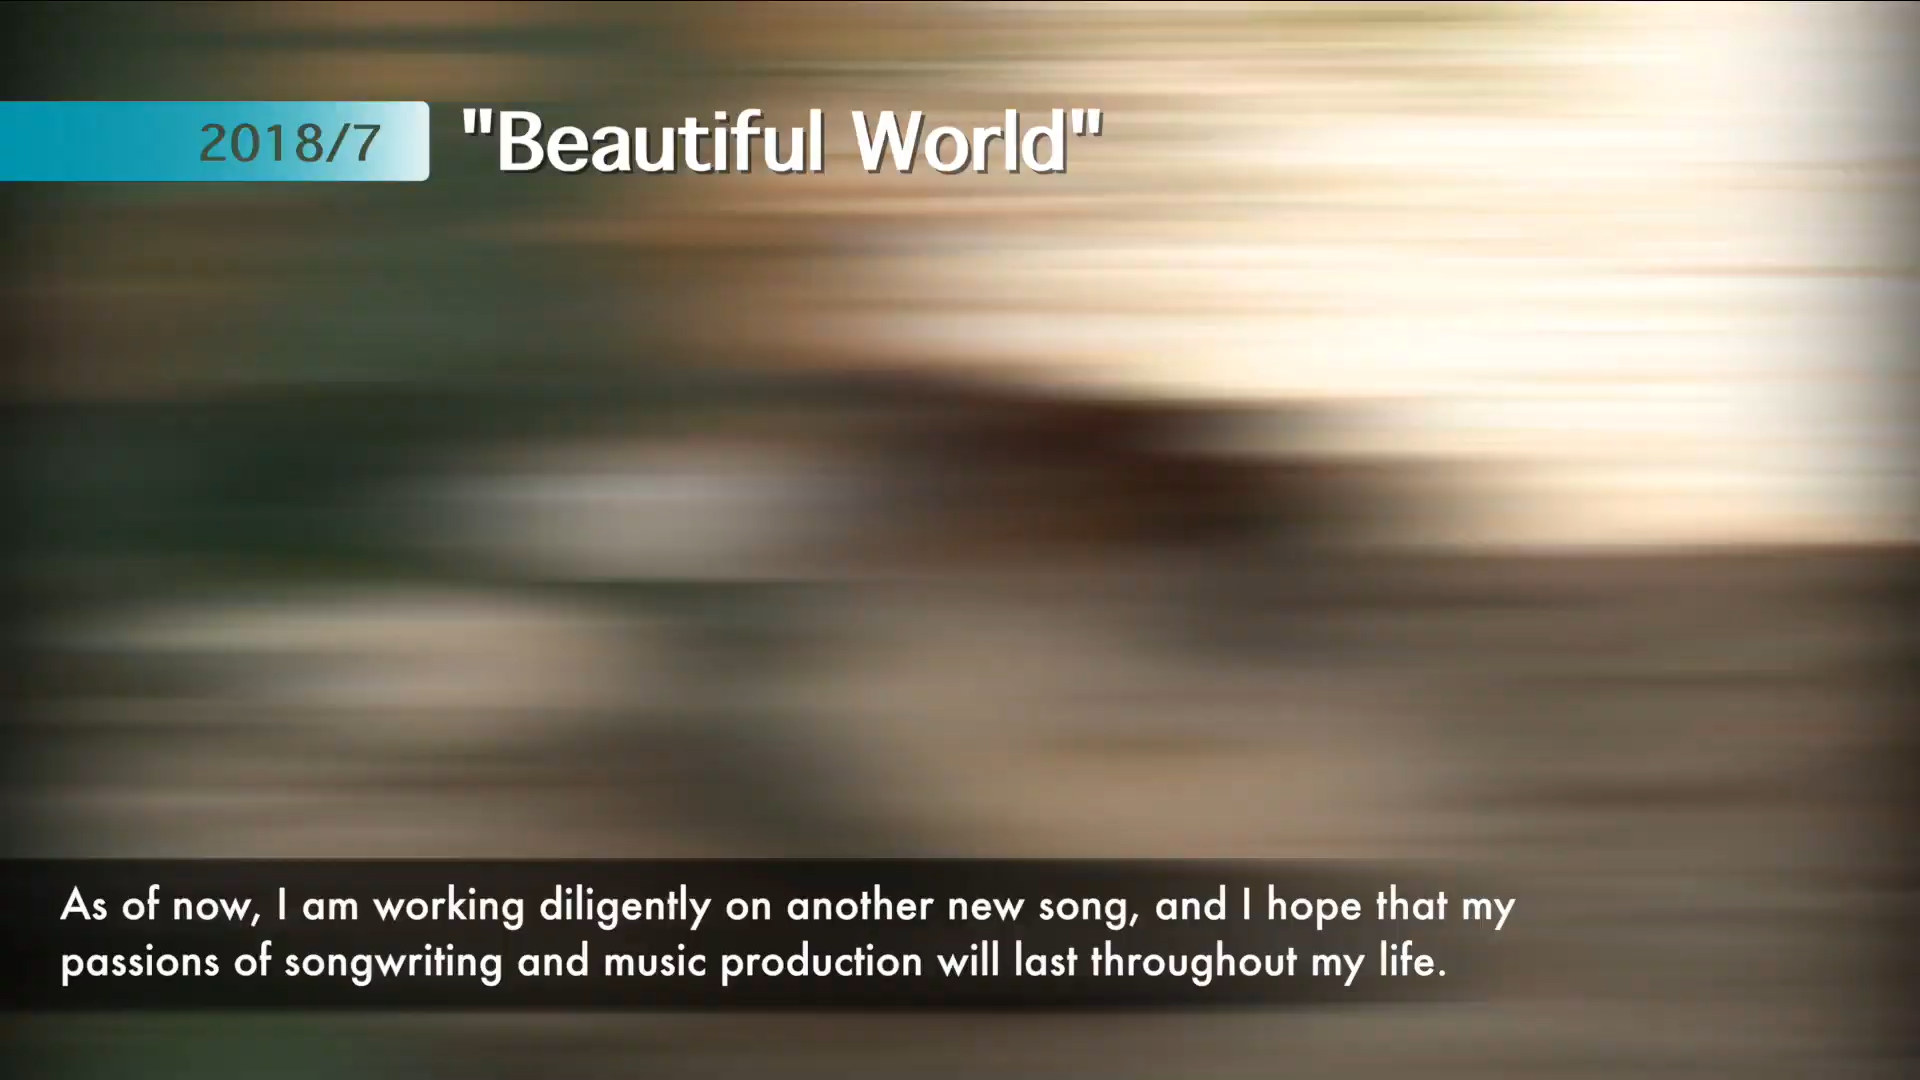 2018/7
"Beautiful World"
As of now, I am working diligently on another new song, and I hope that my
passions of songwriting and music production will last throughout my life.